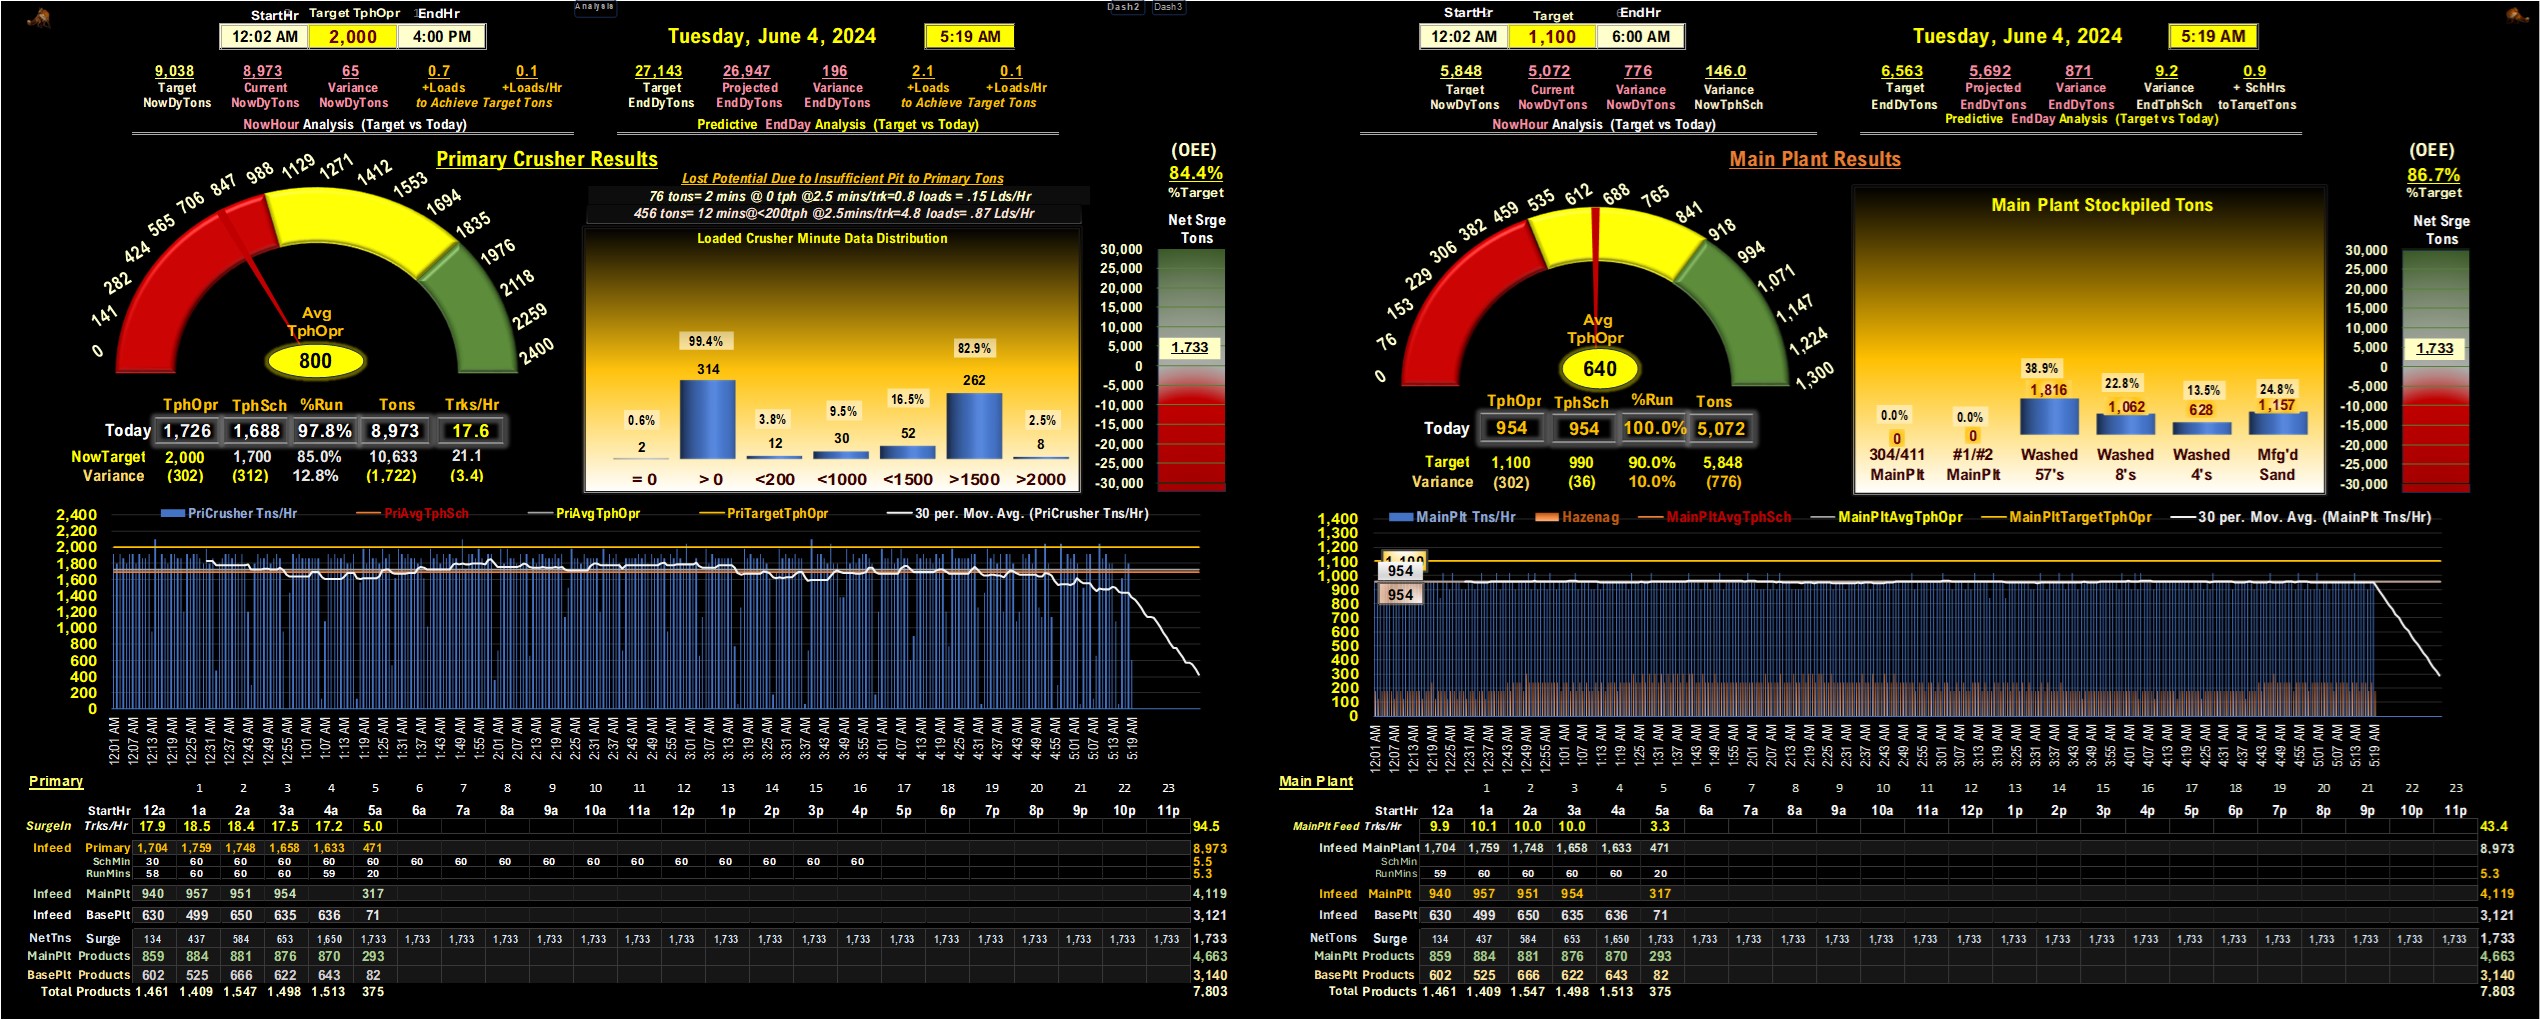 Analysis Dash2 Dash3
StartHr Target TphOpr EndHr
12:02 AM 2,000 4:00 PM
Tuesday, June 4, 2024 5:19 AM
9,038 8,973 65 0.7 0.1
Target Current Variance +Loads +Loads/Hr
NowDyTons NowDyTons NowDyTons to Achieve Target Tons
NowHour Analysis (Target vs Today)
27,143 26,947 196 2.1 0.1
Target Projected Variance +Loads +Loads/Hr
EndDyTons EndDyTons EndDyTons to Achieve Target Tons
Predictive EndDay Analysis (Target vs Today)
Primary Crusher Results
0 141 282 424 565 706 847 988 1129 1271 1412 1553 1694 1835 1976 2118 2259 2400
Avg
TphOpr
800
Lost Potential Due to Insufficient Pit to Primary Tons
76 tons= 2 mins @ 0 tph @2.5 mins/trk=0.8 loads = .15 Lds/Hr
456 tons= 12 mins@<200tph @2.5mins/trk=4.8 loads= .87 Lds/Hr
Loaded Crusher Minute Data Distribution
0.6% 99.4% 3.8% 9.5% 16.5% 82.9% 2.5%
2 314 12 30 52 262 8
= 0 > 0 <200 <1000 <1500 >1500 >2000
(OEE)
84.4%
%Target
Net Srge
Tons
30,000
25,000
20,000
15,000
10,000
5,000
1,733
0
-5,000
-10,000
-15,000
-20,000
-25,000
-30,000
TphOpr TphSch %Run Tons Trks/Hr
Today 1,726 1,688 97.8% 8,973 17.6
NowTarget 2,000 1,700 85.0% 10,633 21.1
Variance (302) (312) 12.8% (1,722) (3.4)
PriCrusher Tns/Hr PriAvgTphSch PriAvgTphOpr PriTargetTphOpr 30 per. Mov. Avg. (PriCrusher Tns/Hr)
2,400
2,200
2,000
1,800
1,600
1,400
1,200
1,000
800
600
400
200
0
12:01 AM 12:07 AM 12:13 AM 12:19 AM 12:25 AM 12:31 AM 12:37 AM 12:43 AM 12:49 AM 12:55 AM 1:01 AM 1:07 AM 1:13 AM 1:19 AM 1:25 AM 1:31 AM 1:37 AM 1:43 AM 1:49 AM 1:55 AM 2:01 AM 2:07 AM 2:13 AM 2:19 AM 2:25 AM 2:31 AM 2:37 AM 2:43 AM 2:49 AM 2:55 AM 3:01 AM 3:07 AM 3:13 AM 3:19 AM 3:25 AM 3:31 AM 3:37 AM 3:43 AM 3:49 AM 3:55 AM 4:01 AM 4:07 AM 4:13 AM 4:19 AM 4:25 AM 4:31 AM 4:37 AM 4:43 AM 4:49 AM 4:55 AM 5:01 AM 5:07 AM 5:13 AM 5:19 AM
Primary 1 2 3 4 5 6 7 8 9 10 11 12 13 14 15 16 17 18 19 20 21 22 23
StartHr 12a 1a 2a 3a 4a 5a 6a 7a 8a 9a 10a 11a 12p 1p 2p 3p 4p 5p 6p 7p 8p 9p 10p 11p
SurgeIn Trks/Hr 17.9 18.5 18.4 17.5 17.2 5.0 94.5
Infeed Primary 1,704 1,759 1,748 1,658 1,633 471 8,973
SchMin 30 60 60 60 60 60 60 60 60 60 60 60 60 60 60 60 60 5.5
RunMins 58 60 60 60 59 20 5.3
Infeed MainPlt 940 957 951 954 317 4,119
Infeed BasePlt 630 499 650 635 636 71 3,121
NetTns Surge 134 437 584 653 1,650 1,733 1,733 1,733 1,733 1,733 1,733 1,733 1,733 1,733 1,733 1,733 1,733 1,733 1,733 1,733 1,733 1,733 1,733 1,733 1,733
MainPlt Products 859 884 881 876 870 293 4,663
BasePlt Products 602 525 666 622 643 82 3,140
Total Products 1,461 1,409 1,547 1,498 1,513 375 7,803
StartHr Target EndHr
12:02 AM 1,100 6:00 AM
Tuesday, June 4, 2024 5:19 AM
5,848 5,072 776 146.0
Target Current Variance Variance
NowDyTons NowDyTons NowDyTons NowTphSch
NowHour Analysis (Target vs Today)
6,563 5,692 871 9.2 0.9
Target Projected Variance Variance + SchHrs
EndDyTons EndDyTons EndDyTons EndTphSch toTargetTons
Predictive EndDay Analysis (Target vs Today)
Main Plant Results
0 76 153 229 306 382 459 535 612 688 765 841 918 994 1,071 1,147 1,224 1,300
Avg
TphOpr
640
Main Plant Stockpiled Tons
0.0% 0.0% 38.9% 22.8% 13.5% 24.8%
0 0 1,816 1,062 628 1,157
304/411 #1/#2 Washed Washed Washed Mfg'd
MainPlt MainPlt 57's 8's 4's Sand
(OEE)
86.7%
%Target
Net Srge
Tons
30,000
25,000
20,000
15,000
10,000
5,000
1,733
0
-5,000
-10,000
-15,000
-20,000
-25,000
-30,000
TphOpr TphSch %Run Tons
Today 954 954 100.0% 5,072
Target 1,100 990 90.0% 5,848
Variance (302) (36) 10.0% (776)
MainPlt Tns/Hr Hazenag MainPltAvgTphSch MainPltAvgTphOpr MainPltTargetTphOpr 30 per. Mov. Avg. (MainPlt Tns/Hr)
1,400
1,300
1,200
1,100
1,000
900
800
700
600
500
400
300
200
100
0
1,100
954
954
12:01 AM 12:07 AM 12:13 AM 12:19 AM 12:25 AM 12:31 AM 12:37 AM 12:43 AM 12:49 AM 12:55 AM 1:01 AM 1:07 AM 1:13 AM 1:19 AM 1:25 AM 1:31 AM 1:37 AM 1:43 AM 1:49 AM 1:55 AM 2:01 AM 2:07 AM 2:13 AM 2:19 AM 2:25 AM 2:31 AM 2:37 AM 2:43 AM 2:49 AM 2:55 AM 3:01 AM 3:07 AM 3:13 AM 3:19 AM 3:25 AM 3:31 AM 3:37 AM 3:43 AM 3:49 AM 3:55 AM 4:01 AM 4:07 AM 4:13 AM 4:19 AM 4:25 AM 4:31 AM 4:37 AM 4:43 AM 4:49 AM 4:55 AM 5:01 AM 5:07 AM 5:13 AM 5:19 AM
Main Plant 1 2 3 4 5 6 7 8 9 10 11 12 13 14 15 16 17 18 19 20 21 22 23
StartHr 12a 1a 2a 3a 4a 5a 6a 7a 8a 9a 10a 11a 12p 1p 2p 3p 4p 5p 6p 7p 8p 9p 10p 11p
MainPlt Feed Trks/Hr 9.9 10.1 10.0 10.0 3.3 43.4
Infeed MainPlant 1,704 1,759 1,748 1,658 1,633 471 8,973
SchMin
RunMins 59 60 60 60 60 20 5.3
Infeed MainPlt 940 957 951 954 317 4,119
Infeed BasePlt 630 499 650 635 636 71 3,121
NetTons Surge 134 437 584 653 1,650 1,733 1,733 1,733 1,733 1,733 1,733 1,733 1,733 1,733 1,733 1,733 1,733 1,733 1,733 1,733 1,733 1,733 1,733 1,733 1,733
MainPlt Products 859 884 881 876 870 293 4,663
BasePlt Products 602 525 666 622 643 82 3,140
Total Products 1,461 1,409 1,547 1,498 1,513 375 7,803